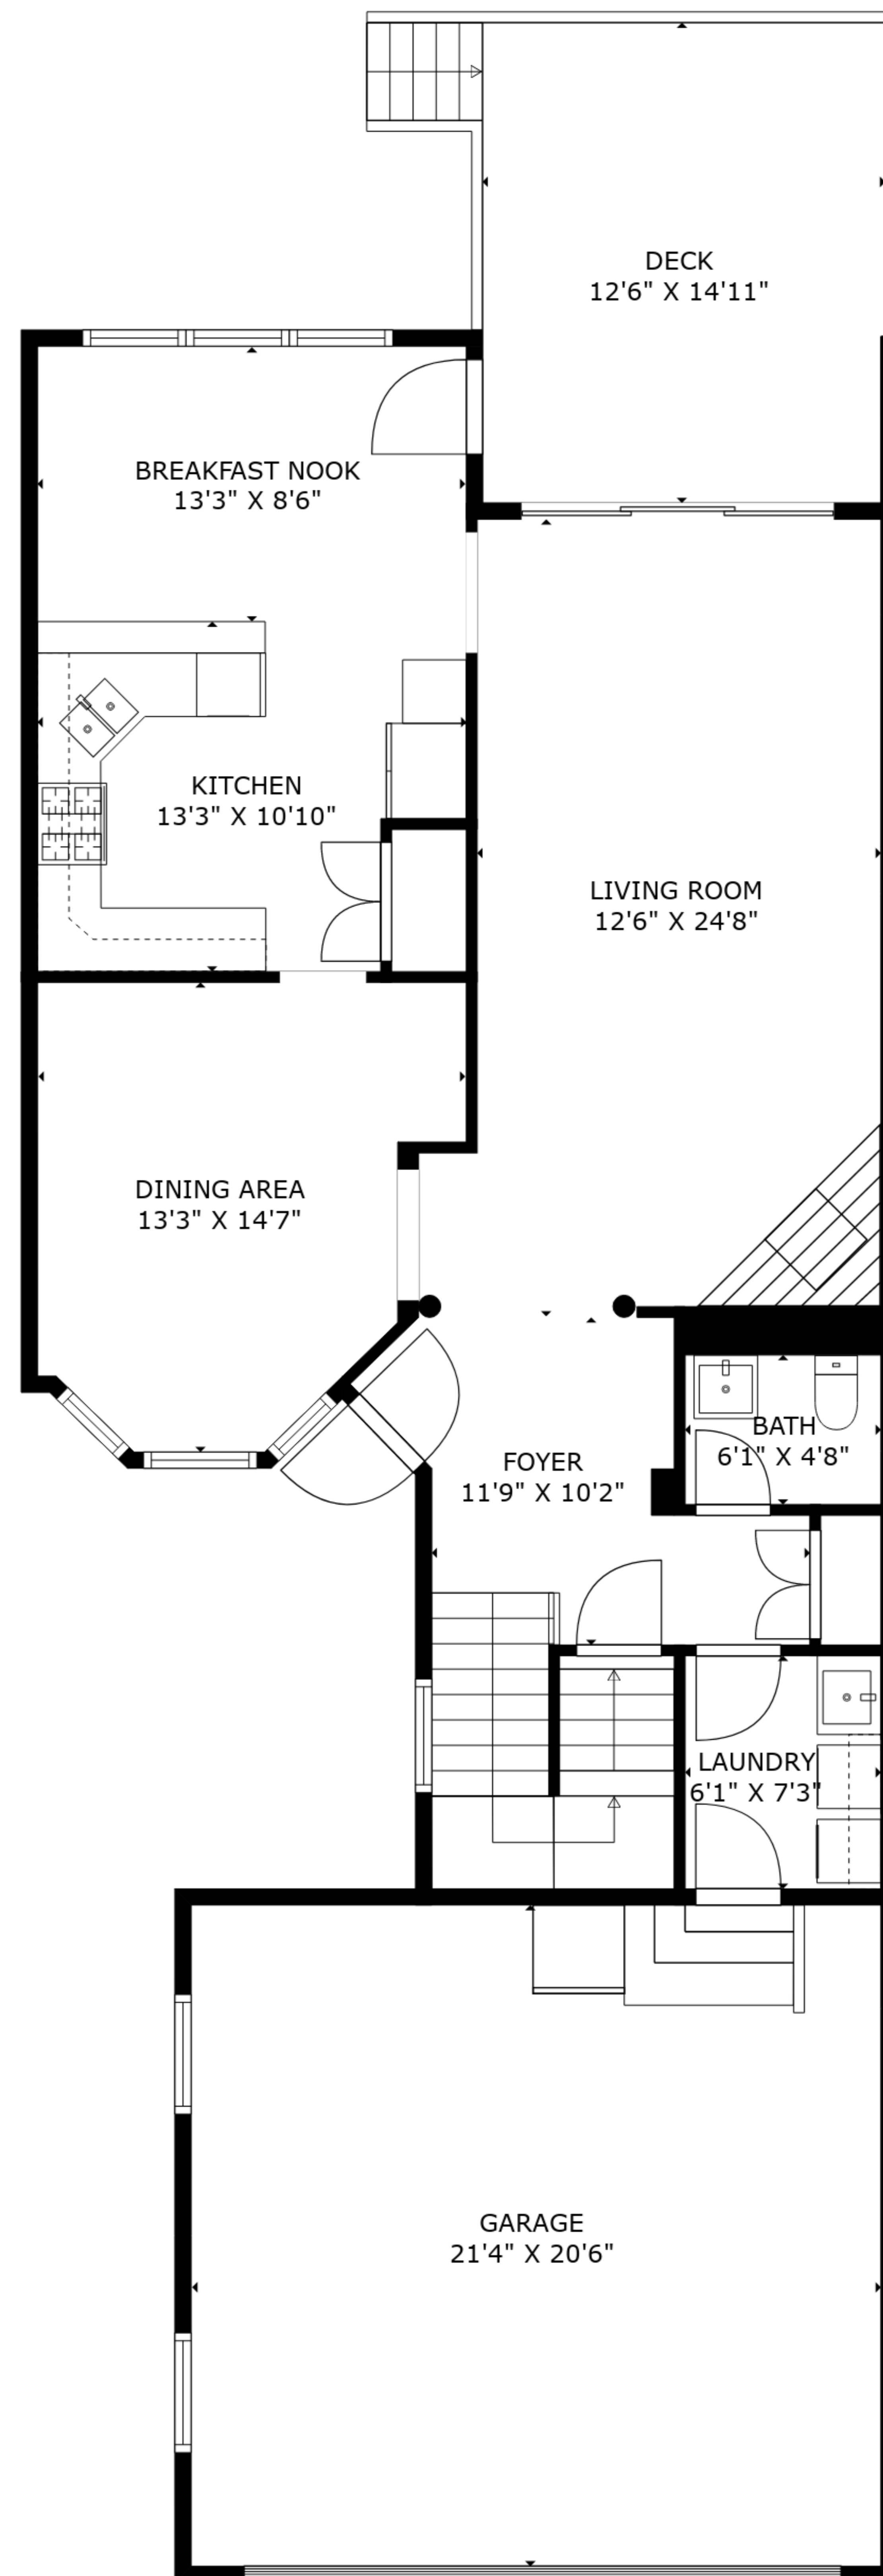 DECK
12'6" X 14'11"
BREAKFAST NOOK
13'3" X 8'6"
KITCHEN
13'3" X 10'10"
LIVING ROOM
12'6" X 24'8"
DINING AREA
13'3" X 14'7"
BATH
6'1" X 4'8"
FOYER
11'9" X 10'2"
LAUNDRY
6'1" X 7'3"
GARAGE
21'4" X 20'6"